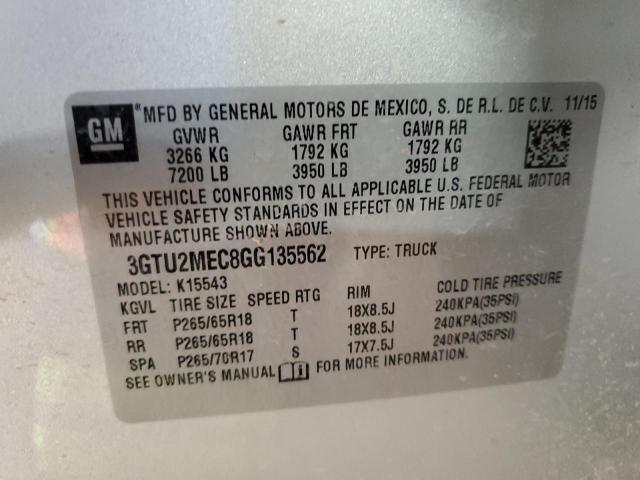 GM
*MFD BY GENERAL MOTORS DE MEXICO, S. DE R.L. DE C.V. 11/15
GVWR GAWR FRT GAWR RR
3266 KG 1792 KG 1792 KG
7200 LB 3950 LB 3950 LB
THIS VEHICLE CONFORMS TO ALL APPLICABLE U.S. FEDERAL MOTOR
VEHICLE SAFETY STANDARDS IN EFFECT ON THE DATE OF
MANUFACTURE SHOWN ABOVE.
3GTU2MEC8GG135562 TYPE: TRUCK
MODEL: K15543
KGVL TIRE SIZE SPEED RTG RIM COLD TIRE PRESSURE
FRT P265/65R18 T 18X8.5J 240KPA(35PSI)
RR P265/65R18 T 18X8.5J 240KPA(35PSI)
SPA P265/70R17 S 17X7.5J 240KPA(35PSI)
SEE OWNER'S MANUAL FOR MORE INFORMATION.